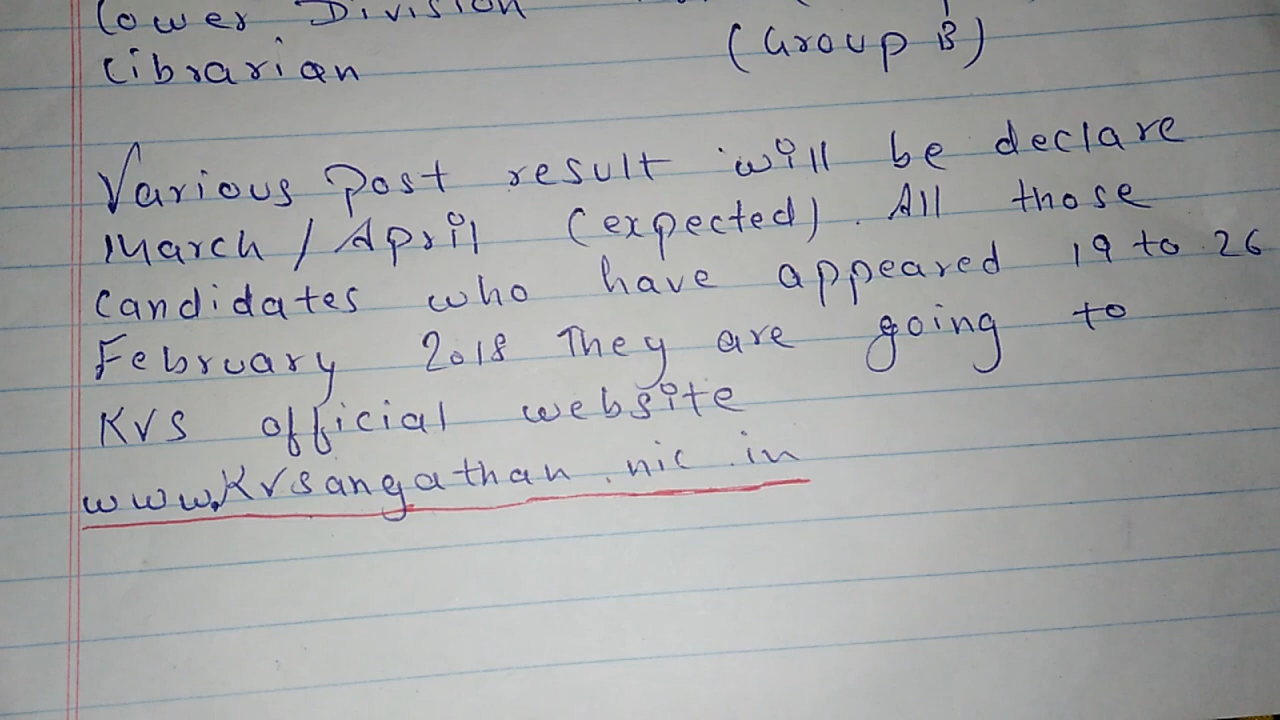 Lower Division
Librarian (Group B)
Various Post result will be declare
March / April (expected). All those
candidates who have appeared 19 to 26
February 2018 They are going to
KVS official website
www.Kvsangathan.nic.in